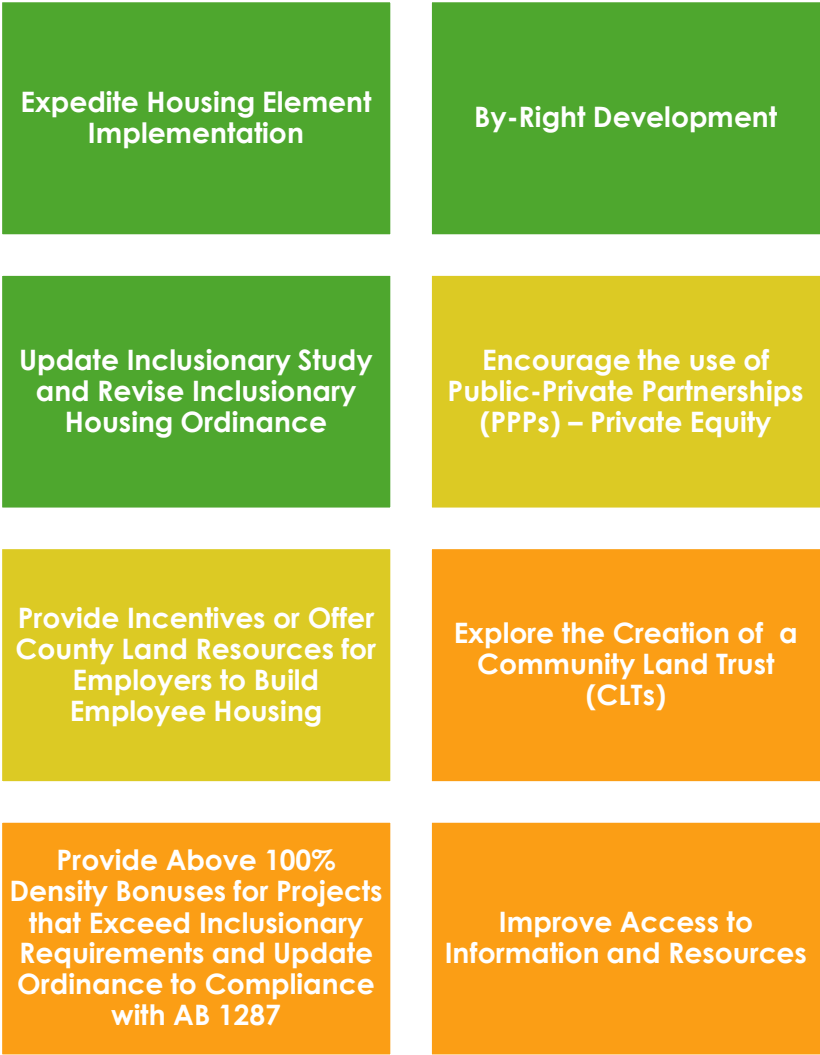 Expedite Housing Element
Implementation
By-Right Development
Update Inclusionary Study
and Revise Inclusionary
Housing Ordinance
Encourage the use of
Public-Private Partnerships
(PPPs) – Private Equity
Provide Incentives or Offer
County Land Resources for
Employers to Build
Employee Housing
Explore the Creation of  a
Community Land Trust
(CLTs)
Provide Above 100%
Density Bonuses for Projects
that Exceed Inclusionary
Requirements and Update
Ordinance to Compliance
with AB 1287
Improve Access to
Information and Resources